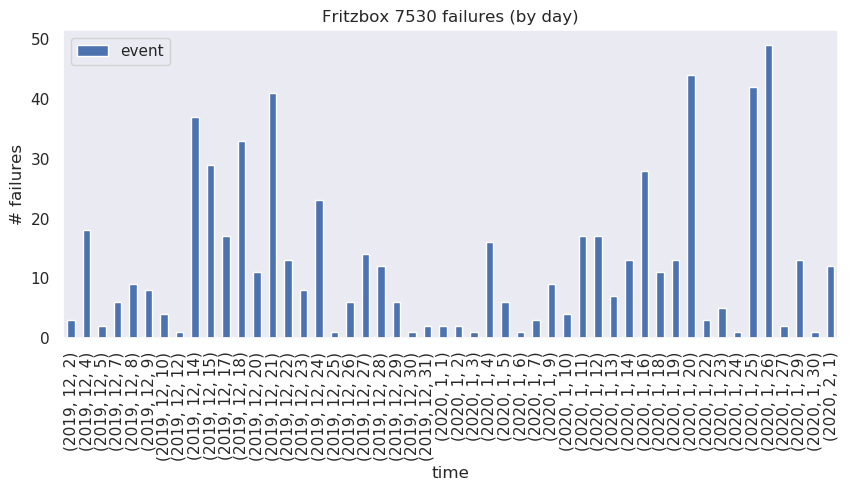 Fritzbox 7530 failures (by day)
event
# failures
50
40
30
20
10
0
(2019, 12, 2)
(2019, 12, 4)
(2019, 12, 5)
(2019, 12, 7)
(2019, 12, 8)
(2019, 12, 9)
(2019, 12, 10)
(2019, 12, 12)
(2019, 12, 14)
(2019, 12, 15)
(2019, 12, 17)
(2019, 12, 18)
(2019, 12, 20)
(2019, 12, 21)
(2019, 12, 22)
(2019, 12, 23)
(2019, 12, 24)
(2019, 12, 25)
(2019, 12, 26)
(2019, 12, 27)
(2019, 12, 28)
(2019, 12, 29)
(2019, 12, 30)
(2019, 12, 31)
(2020, 1, 1)
(2020, 1, 2)
(2020, 1, 3)
(2020, 1, 4)
(2020, 1, 5)
(2020, 1, 6)
(2020, 1, 7)
(2020, 1, 9)
(2020, 1, 10)
(2020, 1, 11)
(2020, 1, 12)
(2020, 1, 13)
(2020, 1, 14)
(2020, 1, 16)
(2020, 1, 18)
(2020, 1, 19)
(2020, 1, 20)
(2020, 1, 22)
(2020, 1, 23)
(2020, 1, 24)
(2020, 1, 25)
(2020, 1, 26)
(2020, 1, 27)
(2020, 1, 29)
(2020, 1, 30)
(2020, 2, 1)
time